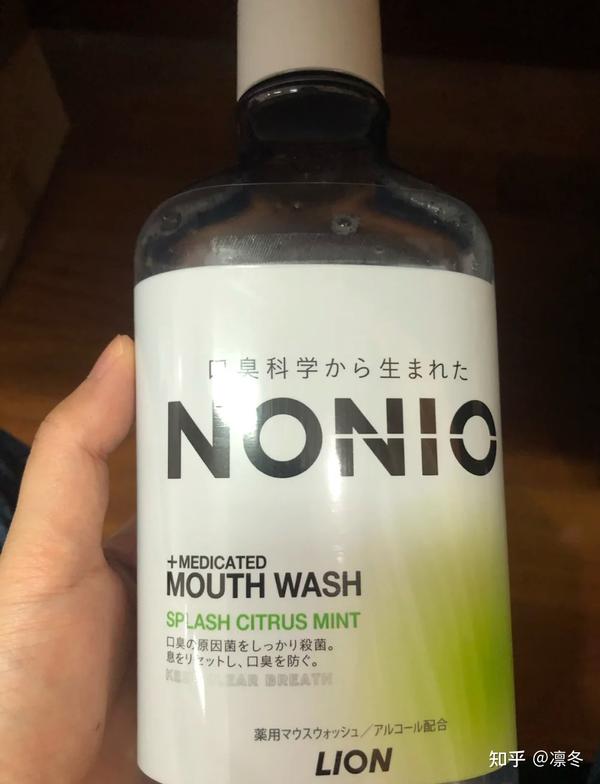 口臭科学から生まれた
NONIO
+MEDICATED
MOUTH WASH
SPLASH CITRUS MINT
口臭の原因菌をしっかり殺菌。
息をリセットし、口臭を防ぐ。
KEEP CLEAR BREATH
薬用マウスウォッシュ／アルコール配合
LION
知乎 @凛冬